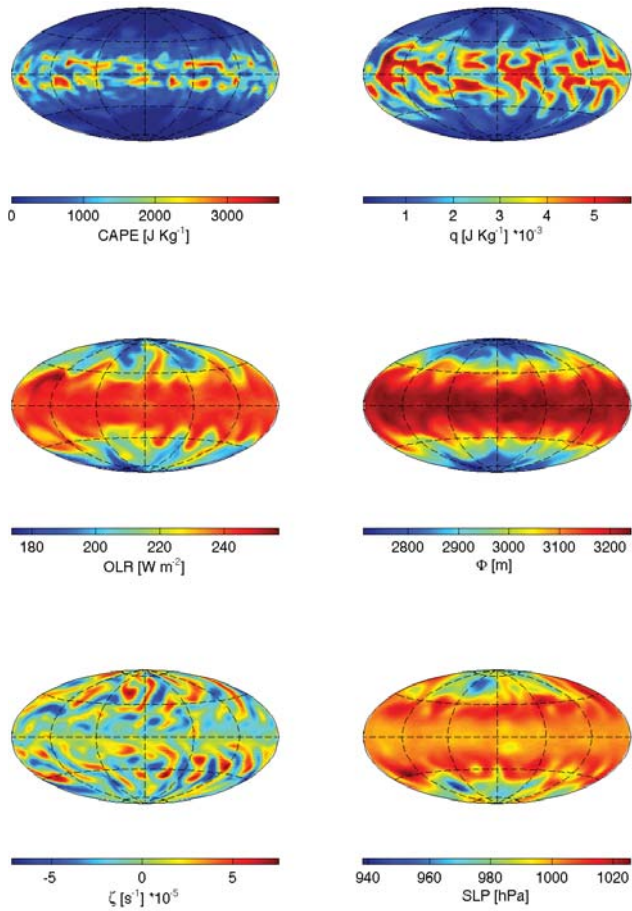 0 1000 2000 3000
CAPE [J Kg⁻¹]
1 2 3 4 5
q [J Kg⁻¹] *10⁻³
180 200 220 240
OLR [W m⁻²]
2800 2900 3000 3100 3200
Φ [m]
-5 0 5
ζ [s⁻¹] *10⁻⁵
940 960 980 1000 1020
SLP [hPa]